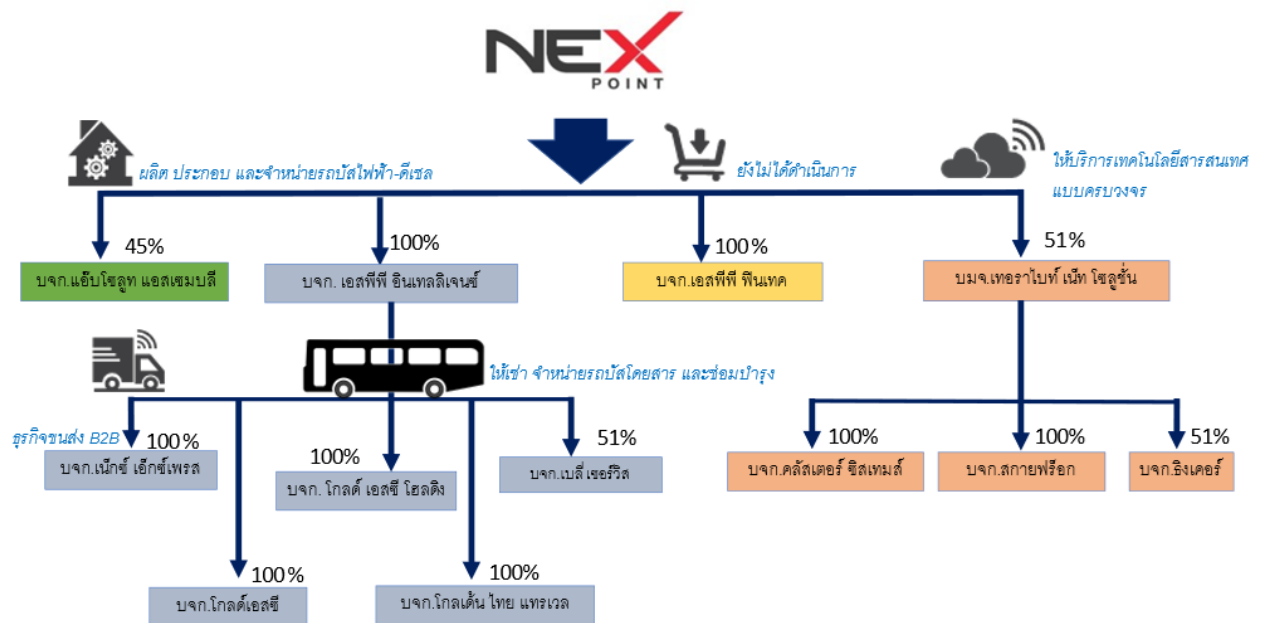 NEX
POINT
ผลิต ประกอบ และจำหน่ายรถบัสไฟฟ้า-ดีเซล
ยังไม่ได้ดำเนินการ
ให้บริการเทคโนโลยีสารสนเทศ
แบบครบวงจร
45%
100%
100%
51%
บจก.แอ๊บโซลูท แอสเซมบลี
บจก. เอสพีพี อินเทลลิเจนซ์
บจก.เอสพีพี ฟินเทค
บมจ.เทอราไบท์ เน็ท โซลูชั่น
ให้เช่า จำหน่ายรถบัสโดยสาร และซ่อมบำรุง
ธุรกิจขนส่ง B2B
100%
100%
51%
100%
100%
51%
บจก.เน็กซ์ เอ็กซ์เพรส
บจก. โกลด์ เอสซี โฮลดิง
บจก.เบลี่ เซอร์วิส
บจก.คลัสเตอร์ ซิสเทมส์
บจก.สกายฟร็อก
บจก.ธิงเคอร์
100%
100%
บจก.โกลด์เอสซี
บจก.โกลเด้น ไทย แทรเวล